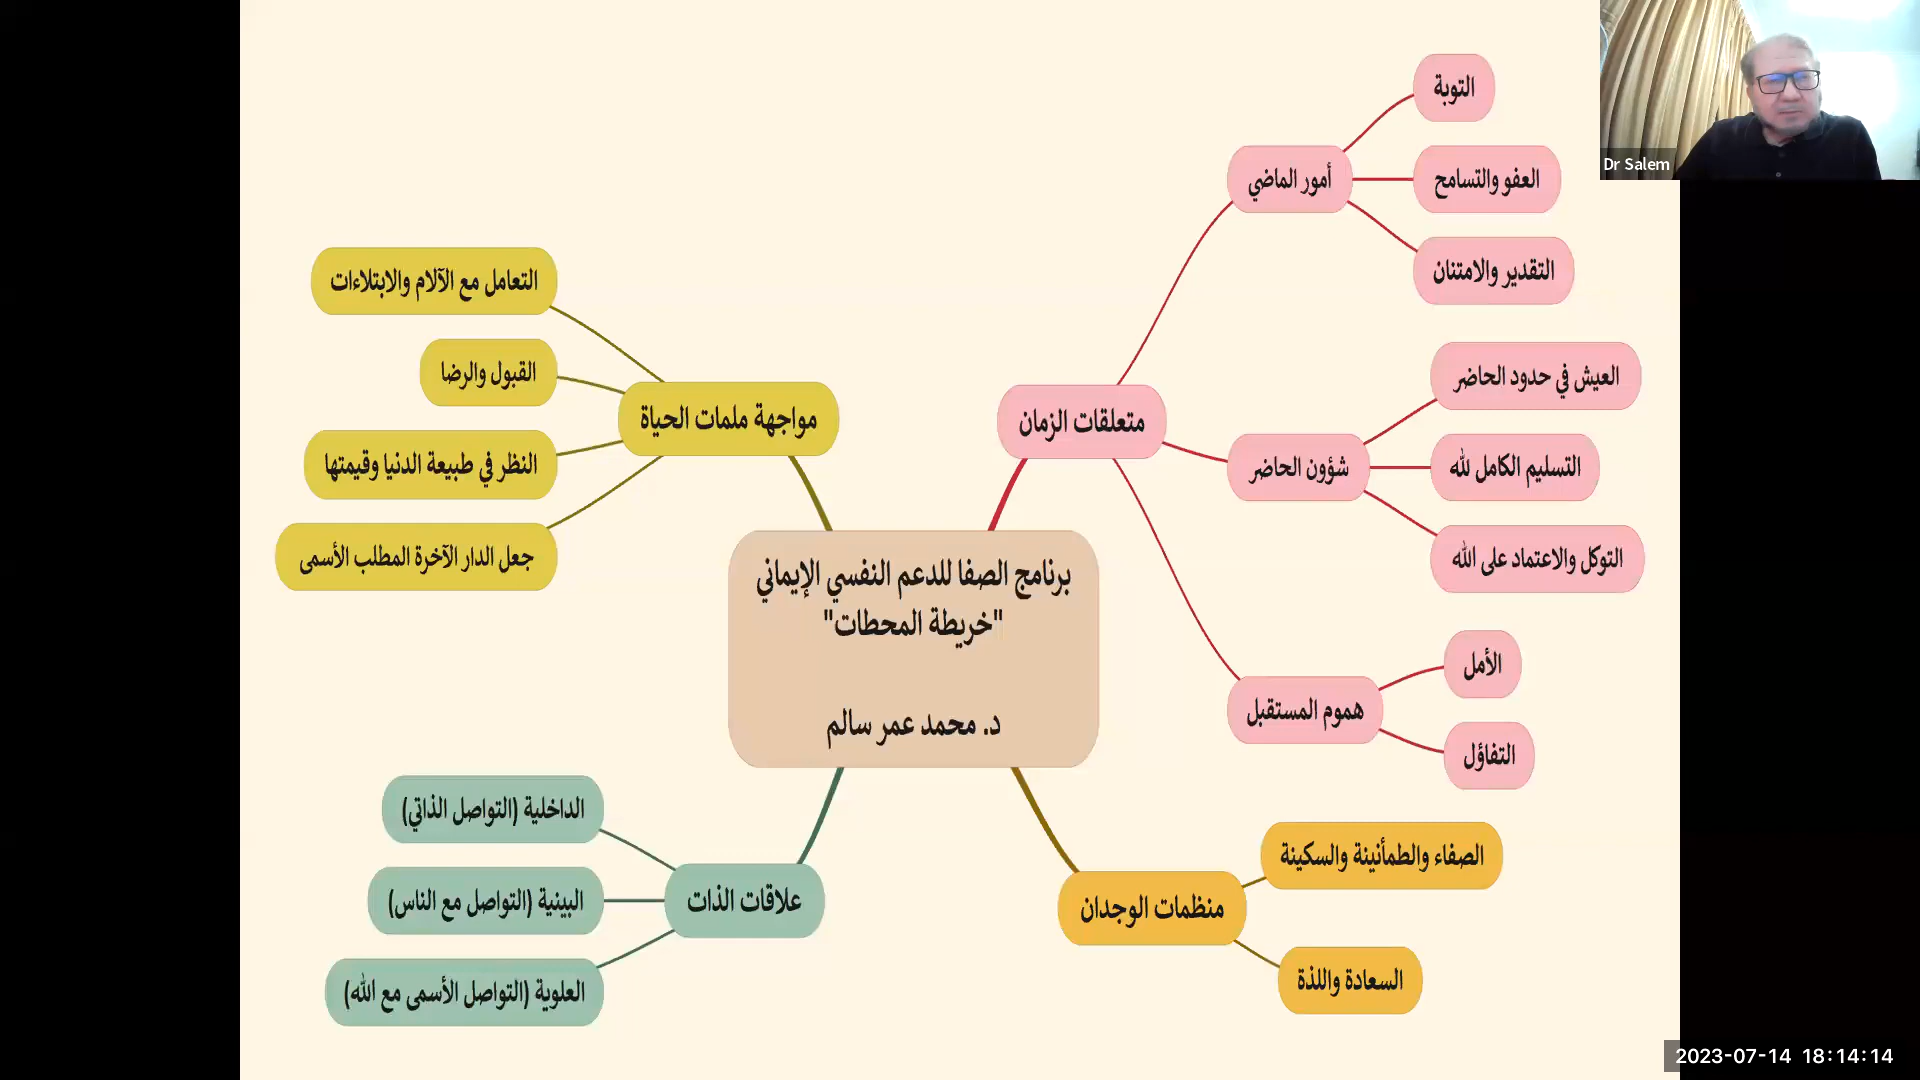 برنامج الصفا للدعم النفسي الإيماني
"خريطة المحطات"
د. محمد عمر سالم
متعلقات الزمان
أمور الماضي
التوبة
العفو والتسامح
التقدير والامتنان
شؤون الحاضر
العيش في حدود الحاضر
التسليم الكامل لله
التوكل والاعتماد على الله
هموم المستقبل
الأمل
التفاؤل
منظمات الوجدان
الصفاء والطمأنينة والسكينة
السعادة واللذة
مواجهة ملمات الحياة
التعامل مع الآلام والابتلاءات
القبول والرضا
النظر في طبيعة الدنيا وقيمتها
جعل الدار الآخرة المطلب الأسمى
علاقات الذات
الداخلية (التواصل الذاتي)
البينية (التواصل مع الناس)
العلوية (التواصل الأسمى مع الله)
Dr Salem
2023-07-14 18:14:14